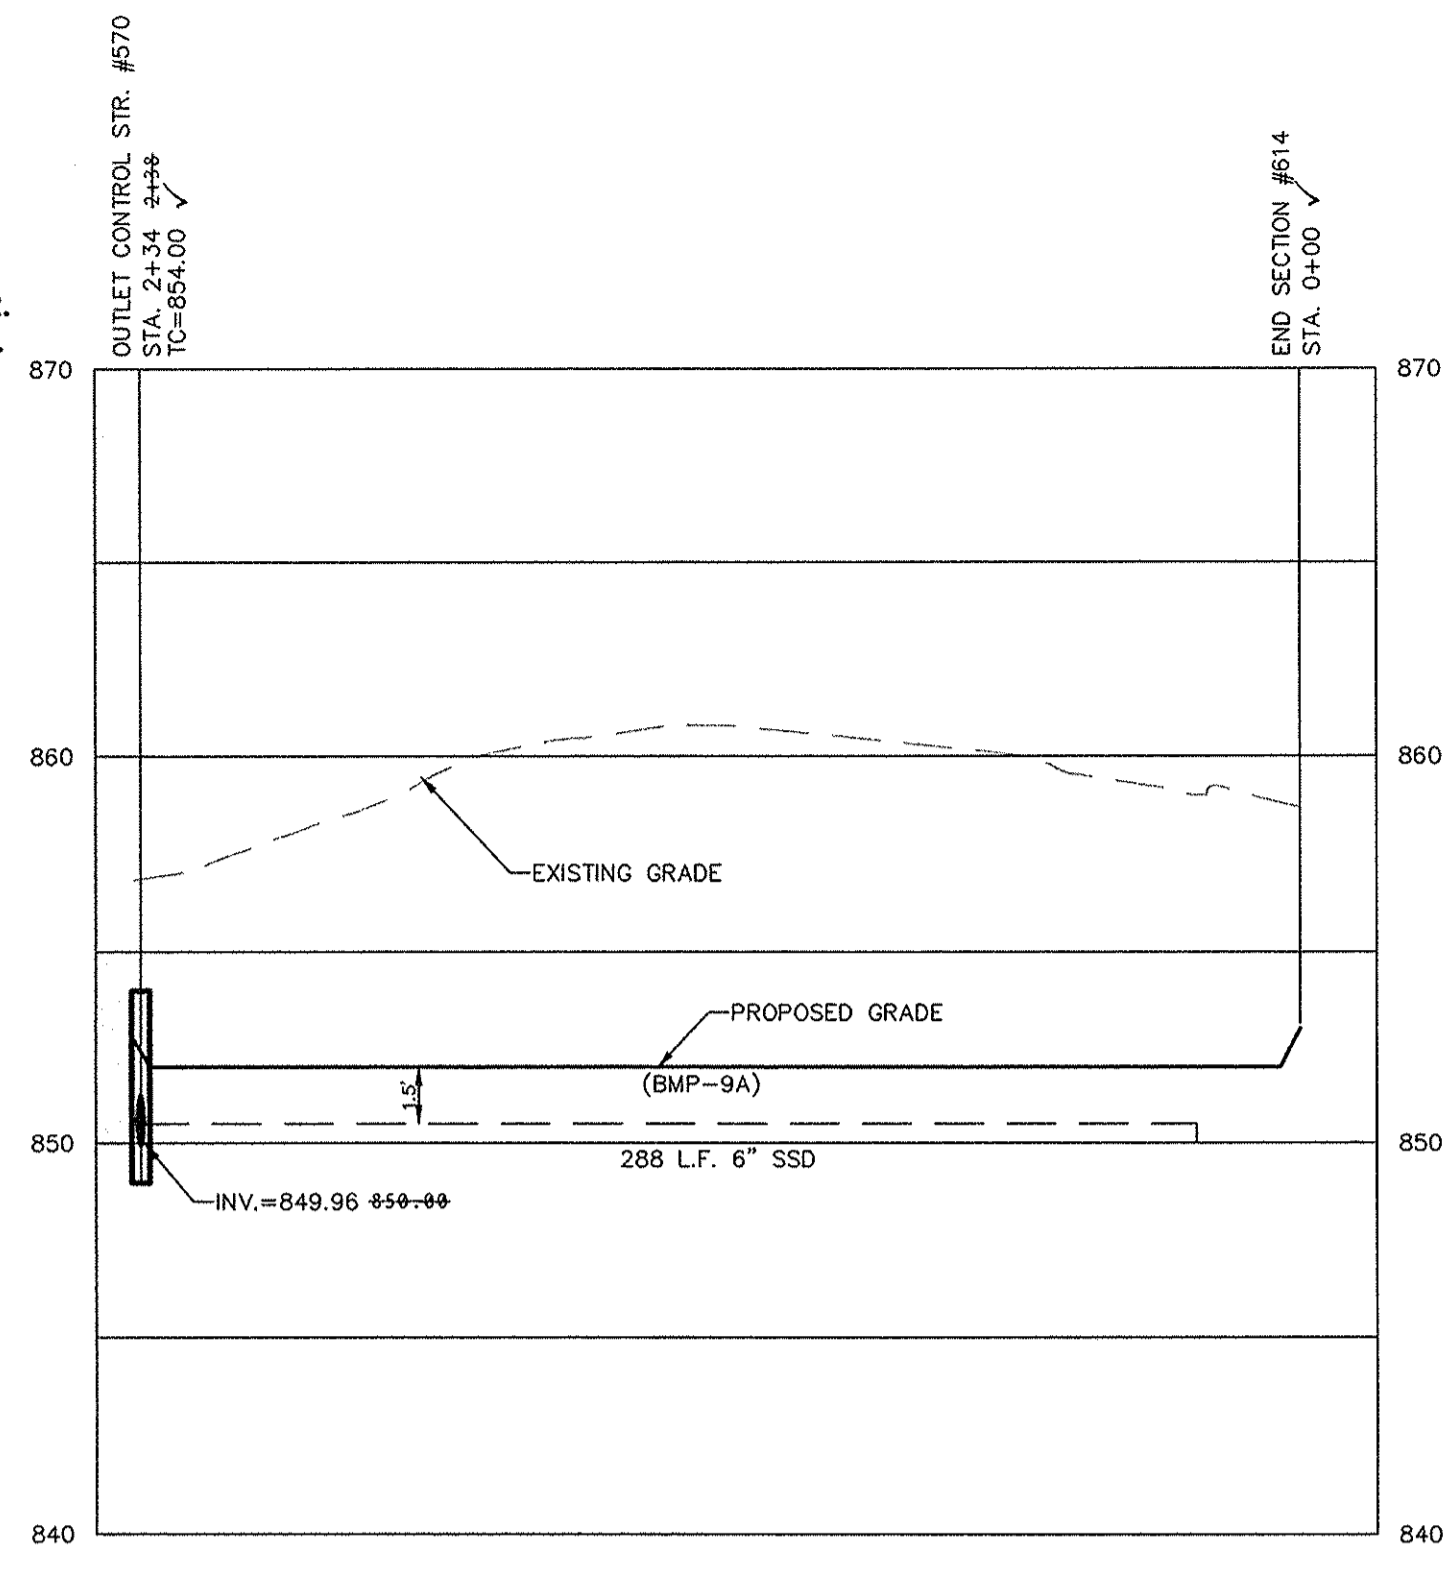 OUTLET CONTROL STR. #570
STA. 2+34 2+38
TC=854.00 ✓
END SECTION #614
STA. 0+00 ✓
870
870
860
860
EXISTING GRADE
PROPOSED GRADE
(BMP-9A)
1.5'
850
850
288 L.F. 6" SSD
INV.=849.96 850.00
840
840